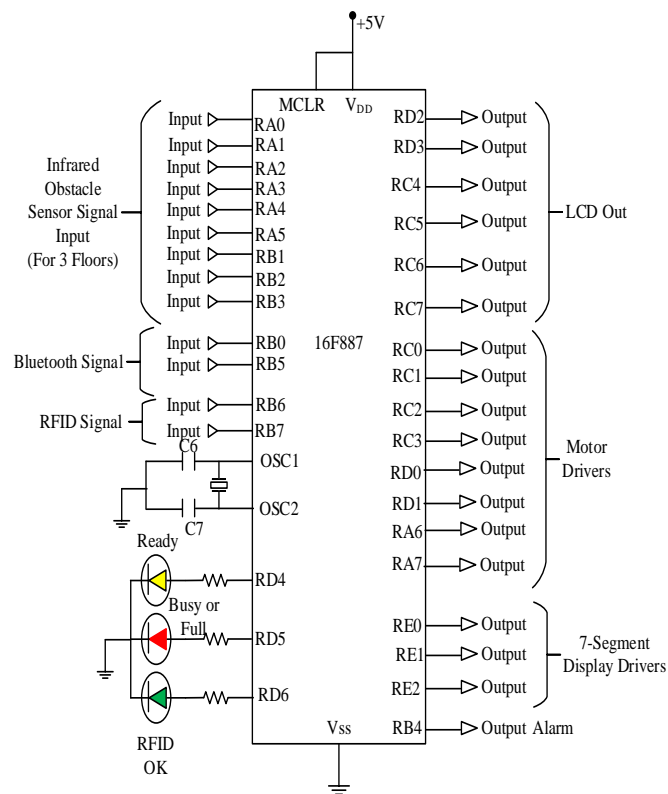 +5V
MCLR VDD
Input RA0
Input RA1
Input RA2
Input RA3
Input RA4
Input RA5
Input RB1
Input RB2
Input RB3
Infrared
Obstacle
Sensor Signal
Input
(For 3 Floors)
Input RB0
Input RB5
Bluetooth Signal
Input RB6
Input RB7
RFID Signal
C6
OSC1
OSC2
C7
Ready
RD4
Busy or
Full
RD5
RD6
RFID
OK
16F887
Vss
RD2 Output
RD3 Output
RC4 Output
RC5 Output
RC6 Output
RC7 Output
LCD Out
RC0 Output
RC1 Output
RC2 Output
RC3 Output
RD0 Output
RD1 Output
RA6 Output
RA7 Output
Motor
Drivers
RE0 Output
RE1 Output
RE2 Output
7-Segment
Display Drivers
RB4 Output Alarm